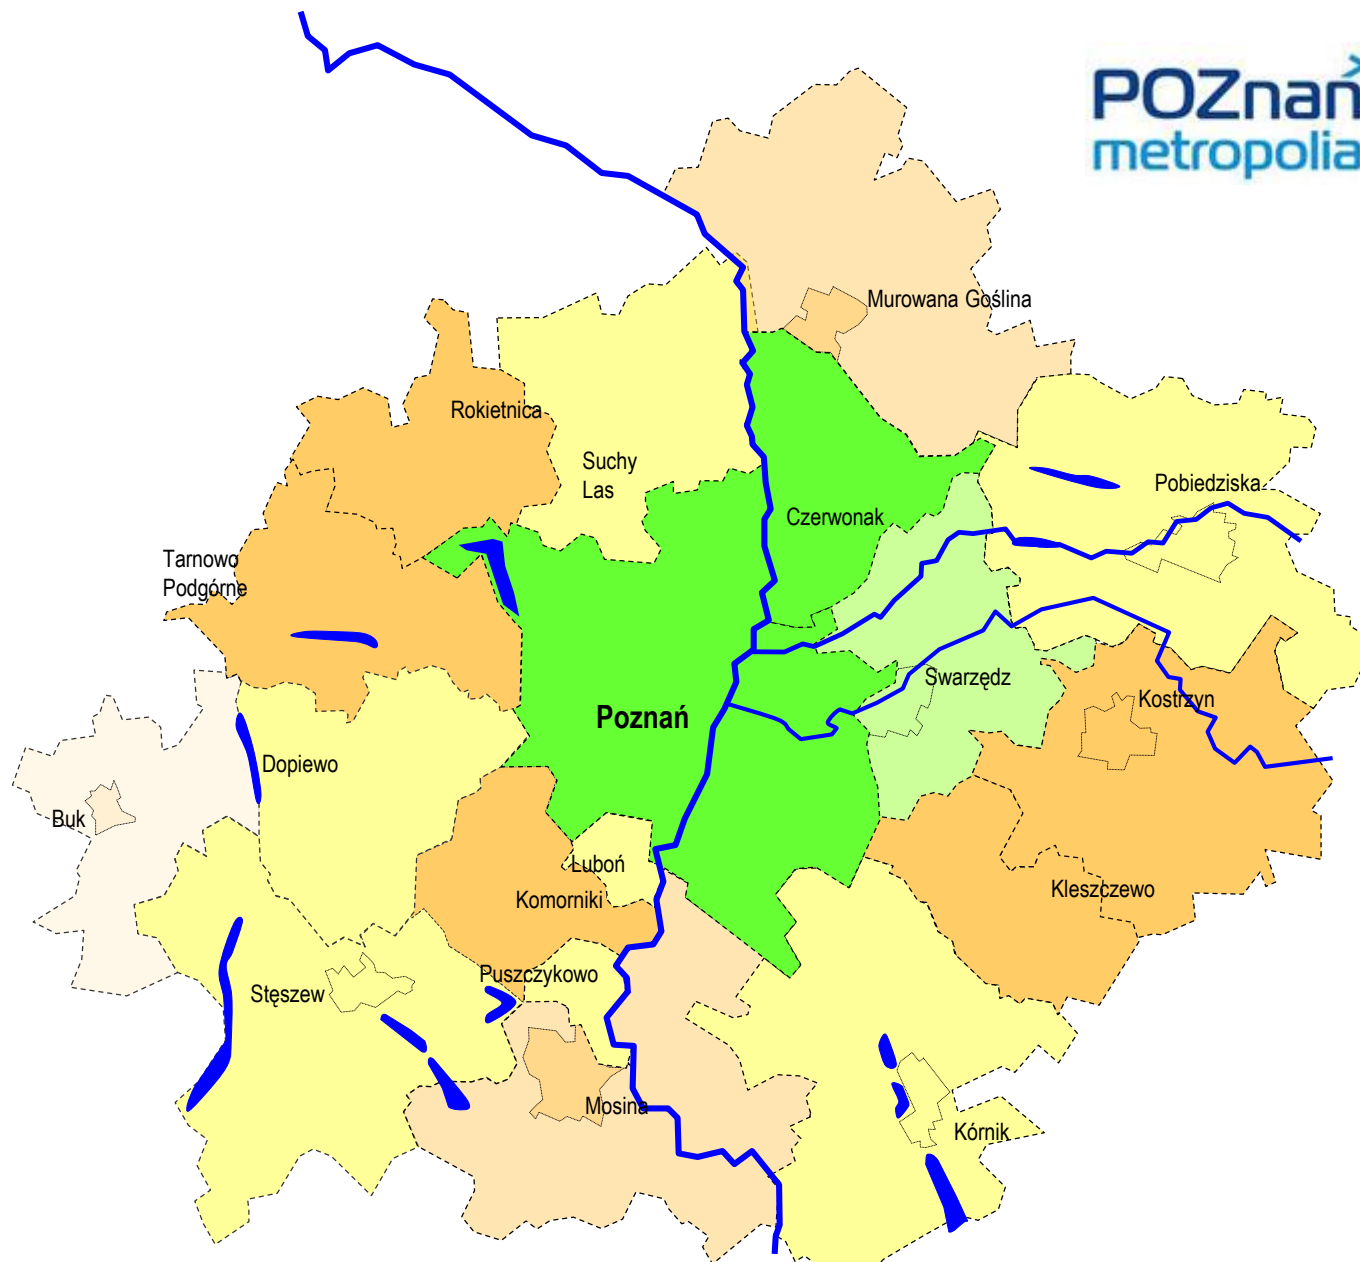 POZnań
metropolia
Murowana Goślina
Rokietnica
Suchy
Las
Pobiedziska
Czerwonak
Tarnowo
Podgórne
Swarzędz
Kostrzyn
Poznań
Dopiewo
Buk
Luboń
Komorniki
Kleszczewo
Puszczykowo
Stęszew
Mosina
Kórnik